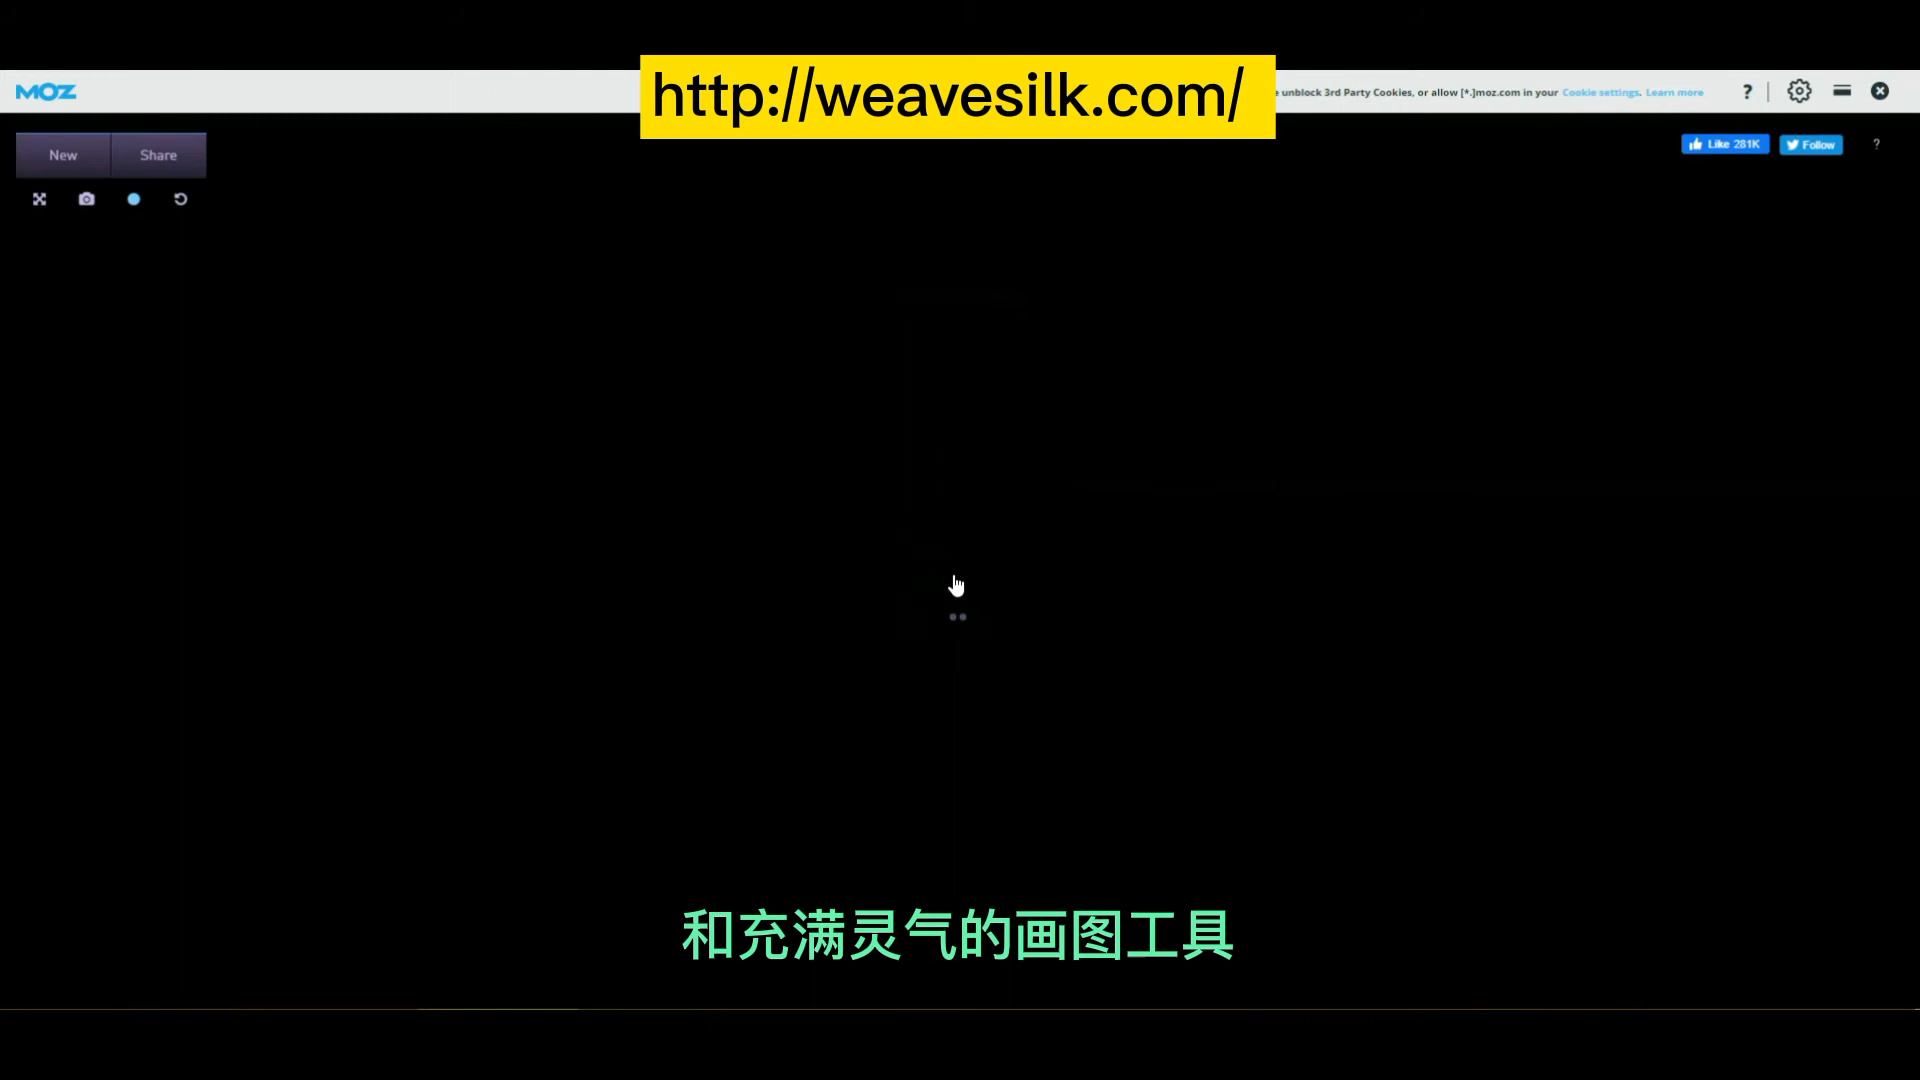 http://weavesilk.com/
MOZ
unblock 3rd Party Cookies, or allow [*.]moz.com in your Cookie settings. Learn more
?
New
Share
Like 281K
Follow
?
和充满灵气的画图工具